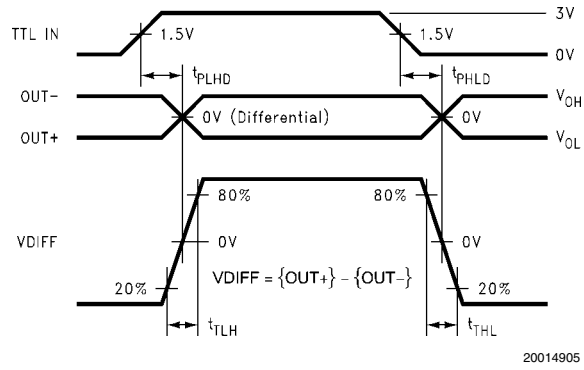 3V
TTL IN
1.5V
1.5V
0V
tPLHD
tPHLD
OUT-
VOH
0V (Differential)
0V
OUT+
VOL
80%
80%
VDIFF
0V
0V
VDIFF = {OUT+} - {OUT-}
20%
20%
tTLH
tTHL
20014905